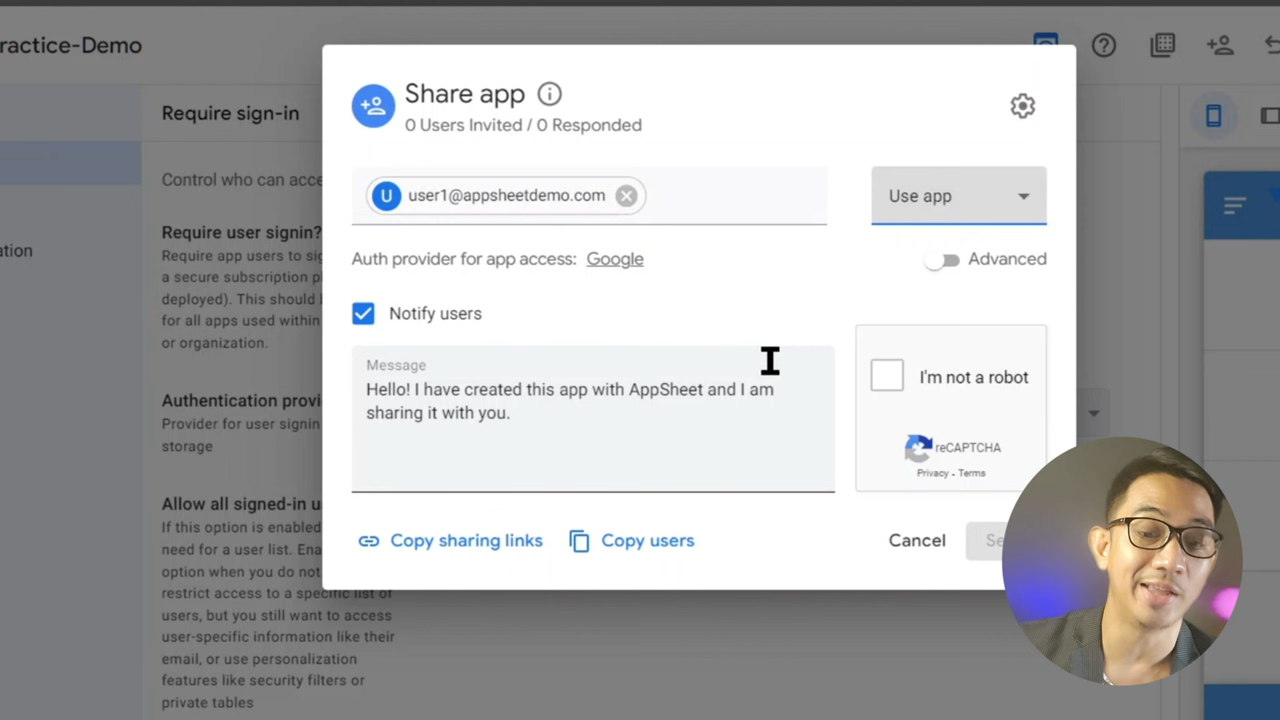 ractice-Demo
Share app
0 Users Invited / 0 Responded
Require sign-in
Control who can acce
U user1@appsheetdemo.com
Use app
ation
Require user signin?
Require app users to sig
a secure subscription pl
deployed). This should b
for all apps used within
or organization.
Auth provider for app access: Google
Advanced
Notify users
Message
Hello! I have created this app with AppSheet and I am
sharing it with you.
I'm not a robot
reCAPTCHA
Privacy - Terms
Authentication provi
Provider for user signin
storage
Allow all signed-in u
If this option is enabled
need for a user list. Ena
option when you do not
restrict access to a specific list of
users, but you still want to access
user-specific information like their
email, or use personalization
features like security filters or
private tables
Copy sharing links
Copy users
Cancel
Se